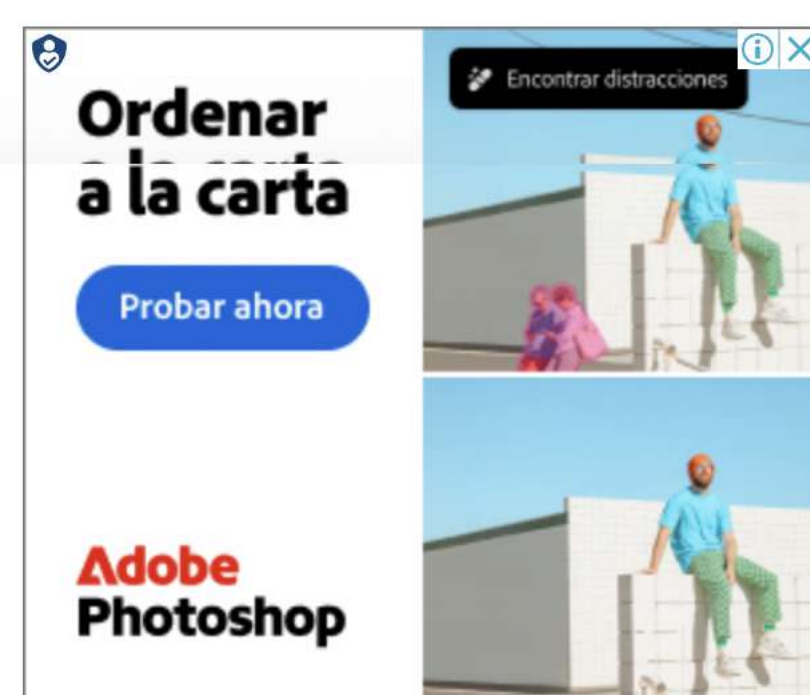 Ordenar
a la carta
Probar ahora
Adobe
Photoshop
Encontrar distracciones